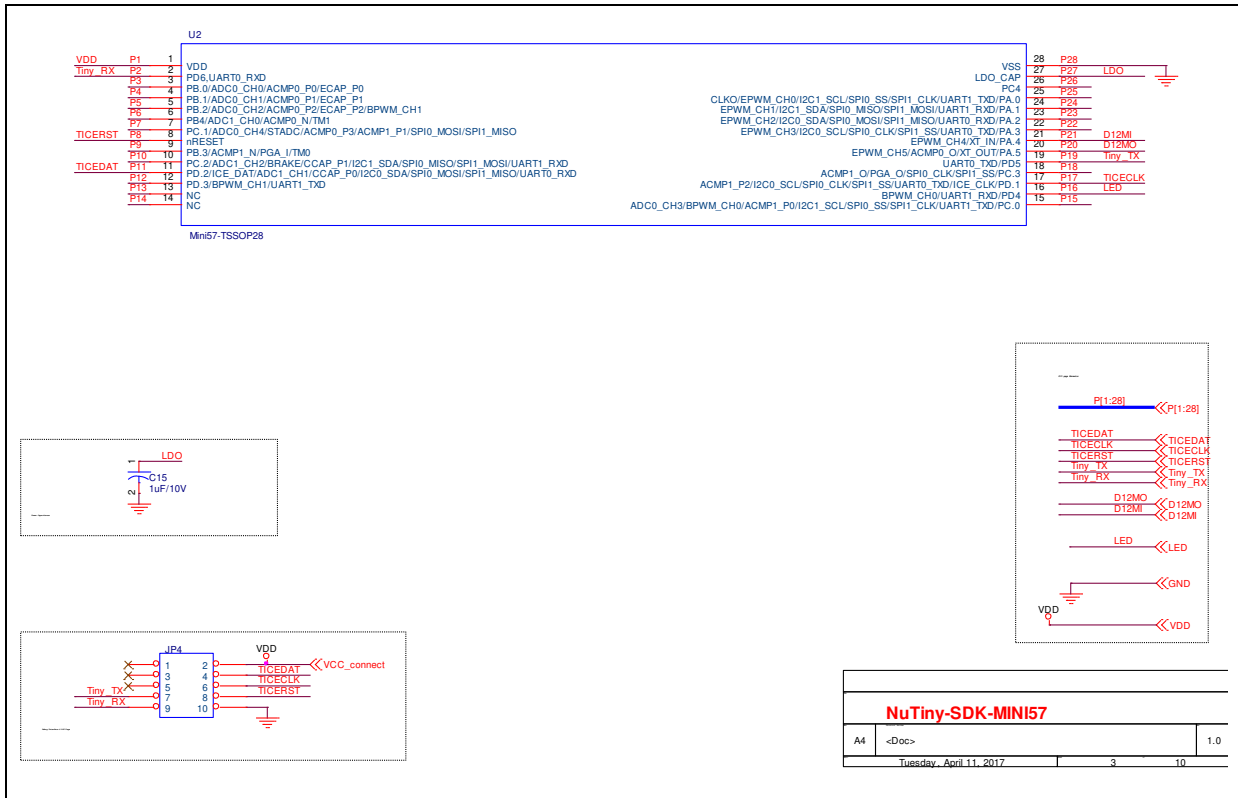 U2
VDD P1 1 VDD
Tiny_RX P2 2 PD6,UART0_RXD
P3 3 PB.0/ADC0_CH0/ACMP0_P0/ECAP_P0
P4 4 PB.1/ADC0_CH1/ACMP0_P1/ECAP_P1
P5 5 PB.2/ADC0_CH2/ACMP0_P2/ECAP_P2/BPWM_CH1
P6 6 PB4/ADC1_CH0/ACMP0_N/TM1
P7 7 PC.1/ADC0_CH4/STADC/ACMP0_P3/ACMP1_P1/SPI0_MOSI/SPI1_MISO
TICERST P8 8 nRESET
P9 9 PB.3/ACMP1_N/PGA_I/TM0
P10 10 PC.2/ADC1_CH2/BRAKE/CCAP_P1/I2C1_SDA/SPI0_MISO/SPI1_MOSI/UART1_RXD
TICEDAT P11 11 PD.2/ICE_DAT/ADC1_CH1/CCAP_P0/I2C0_SDA/SPI0_MOSI/SPI1_MISO/UART0_RXD
P12 12 PD.3/BPWM_CH1/UART1_TXD
P13 13 NC
P14 14 NC
VSS 28 P28
LDO_CAP 27 P27 LDO
PC4 26 P26
CLKO/EPWM_CH0/I2C1_SCL/SPI0_SS/SPI1_CLK/UART1_TXD/PA.0 25 P25
EPWM_CH1/I2C1_SDA/SPI0_MISO/SPI1_MOSI/UART1_RXD/PA.1 24 P24
EPWM_CH2/I2C0_SDA/SPI0_MOSI/SPI1_MISO/UART0_RXD/PA.2 23 P23
EPWM_CH3/I2C0_SCL/SPI0_CLK/SPI1_SS/UART0_TXD/PA.3 22 P22
EPWM_CH4/XT_IN/PA.4 21 P21 D12MI
EPWM_CH5/ACMP0_O/XT_OUT/PA.5 20 P20 D12MO
UART0_TXD/PD5 19 P19 Tiny_TX
ACMP1_O/PGA_O/SPI0_CLK/SPI1_SS/PC.3 18 P18
ACMP1_P2/I2C0_SCL/SPI0_CLK/SPI1_SS/UART0_TXD/ICE_CLK/PD.1 17 P17 TICECLK
BPWM_CH0/UART1_RXD/PD4 16 P16 LED
ADC0_CH3/BPWM_CH0/ACMP1_P0/I2C1_SCL/SPI0_SS/SPI1_CLK/UART1_TXD/PC.0 15 P15
Mini57-TSSOP28
P[1:28] P[1:28]
TICEDAT TICEDAT
TICECLK TICECLK
TICERST TICERST
Tiny_TX Tiny_TX
Tiny_RX Tiny_RX
D12MO D12MO
D12MI D12MI
LED LED
GND
VDD VDD
1 LDO
C15
1uF/10V
2
JP4 VDD
1 2 VCC_connect
3 4 TICEDAT
5 6 TICECLK
Tiny_TX 7 8 TICERST
Tiny_RX 9 10
NuTiny-SDK-MINI57
A4 <Doc> 1.0
Tuesday, April 11, 2017 3 10